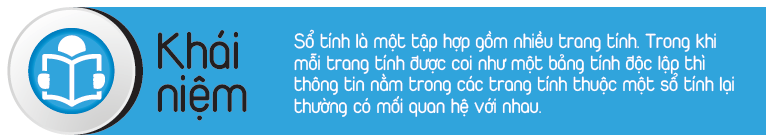 Khái
niệm
Sổ tính là một tập hợp gồm nhiều trang tính. Trong khi
mỗi trang tính được coi như một bảng tính độc lập thì
thông tin nằm trong các trang tính thuộc một sổ tính lại
thường có mối quan hệ với nhau.